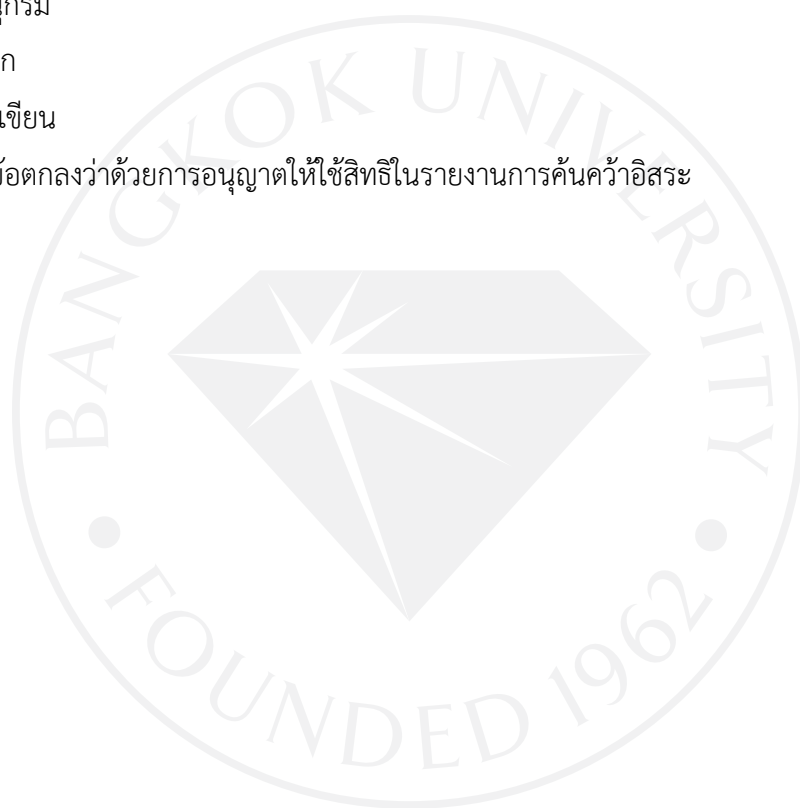 ุกรม
ก
เขียน
ข้อตกลงว่าด้วยการอนุญาตให้ใช้สิทธิในรายงานการค้นคว้าอิสระ
BANGKOK UNIVERSITY
FOUNDED 1962